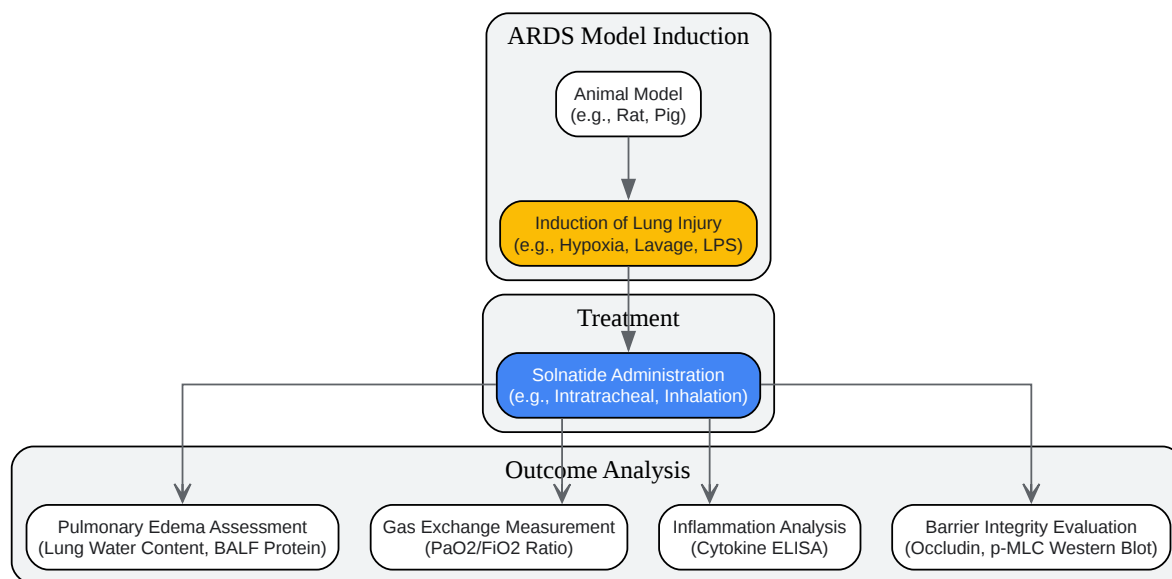 ARDS Model Induction
Animal Model
(e.g., Rat, Pig)
Induction of Lung Injury
(e.g., Hypoxia, Lavage, LPS)
Treatment
Solnatide Administration
(e.g., Intratracheal, Inhalation)
Outcome Analysis
Pulmonary Edema Assessment
(Lung Water Content, BALF Protein)
Gas Exchange Measurement
(PaO2/FiO2 Ratio)
Inflammation Analysis
(Cytokine ELISA)
Barrier Integrity Evaluation
(Occludin, p-MLC Western Blot)